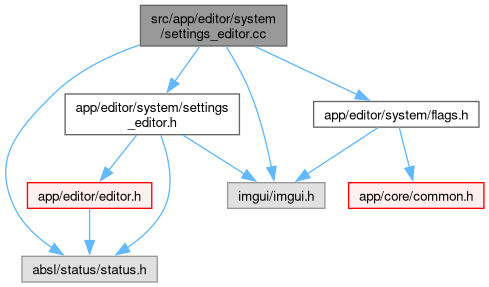 src/app/editor/system
/settings_editor.cc
app/editor/system/settings
_editor.h
app/editor/system/flags.h
app/editor/editor.h
imgui/imgui.h
app/core/common.h
absl/status/status.h